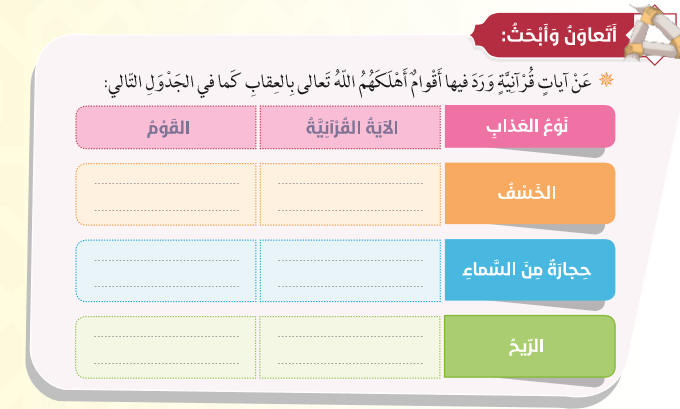 أَتَعاوَنُ وَأَبْحَثُ:
عَنْ آياتٍ قُرْآنِيَّةٍ وَرَدَ فيها أَقْوامٌ أَهْلَكَهُمُ اللّٰهُ تَعالى بِالعِقابِ كَما في الجَدْوَلِ التّالي:
نَوْعُ العَذابِ الآيَةُ القُرْآنِيَّةُ القَوْمُ
الخَسْفُ
حِجارَةٌ مِنَ السَّماءِ
الرّيحُ